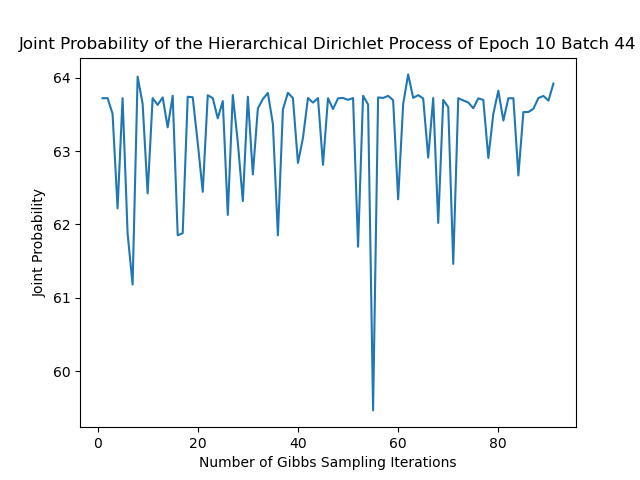 Joint Probability of the Hierarchical Dirichlet Process of Epoch 10 Batch 44
64
63
62
61
60
Joint Probability
0 20 40 60 80
Number of Gibbs Sampling Iterations